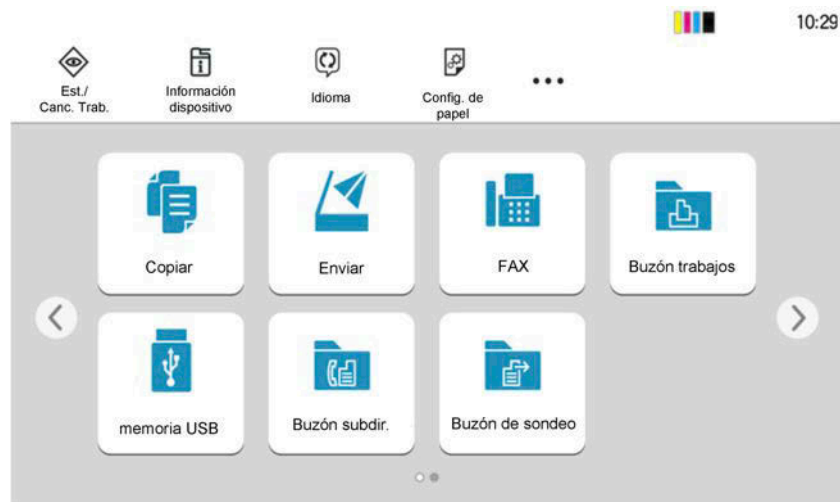 10:29
Est./
Canc. Trab.
Información
dispositivo
Idioma
Config. de
papel
Copiar
Enviar
FAX
Buzón trabajos
memoria USB
Buzón subdir.
Buzón de sondeo